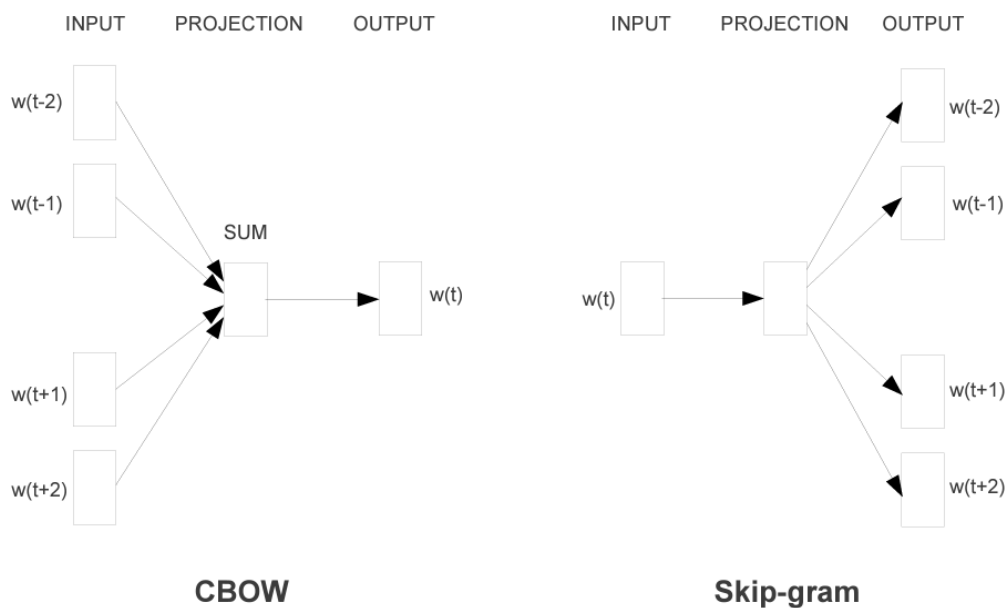 INPUT PROJECTION OUTPUT
w(t-2)
w(t-1)
SUM
w(t)
w(t+1)
w(t+2)
CBOW
INPUT PROJECTION OUTPUT
w(t-2)
w(t-1)
w(t)
w(t+1)
w(t+2)
Skip-gram